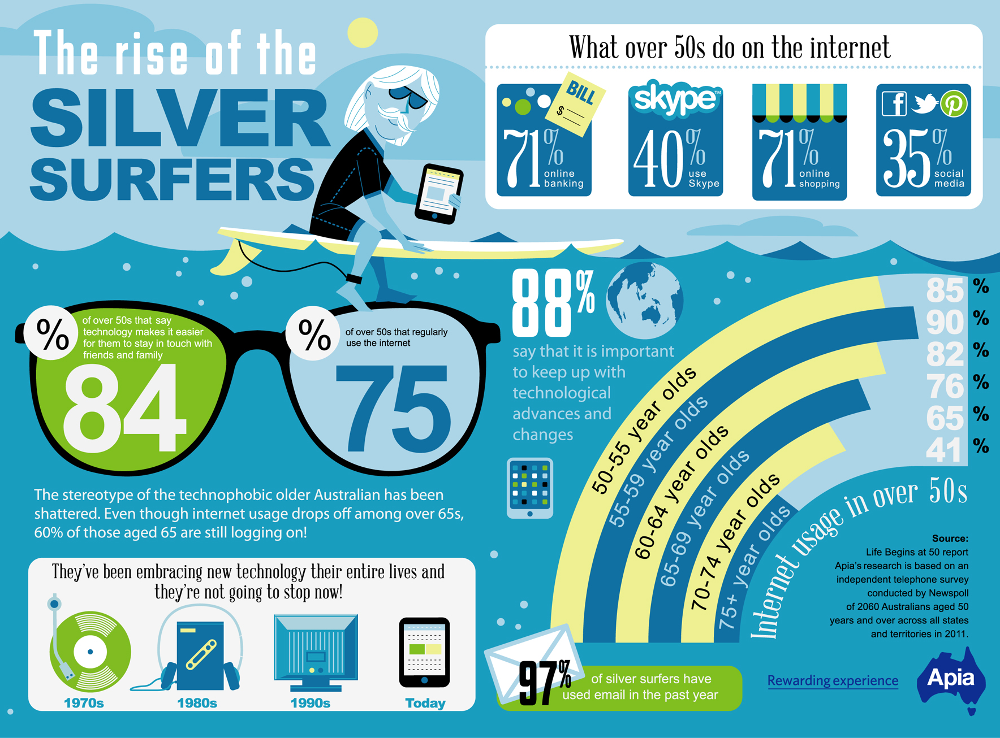 The rise of the
SILVER
SURFERS
What over 50s do on the internet
BILL
$
71%
online
banking
skype™
40%
use
Skype
71%
online
shopping
35%
social
media
%
of over 50s that say
technology makes it easier
for them to stay in touch with
friends and family
84
%
of over 50s that regularly
use the internet
75
88%
say that it is important
to keep up with
technological
advances and
changes
85 %
90 %
82 %
76 %
65 %
41 %
50-55 year olds
55-59 year olds
60-64 year olds
65-69 year olds
70-74 year olds
75+ year olds
Internet usage in over 50s
The stereotype of the technophobic older Australian has been
shattered. Even though internet usage drops off among over 65s,
60% of those aged 65 are still logging on!
They've been embracing new technology their entire lives and
they're not going to stop now!
1970s
1980s
1990s
Today
97%
of silver surfers have
used email in the past year
Source:
Life Begins at 50 report
Apia's research is based on an
independent telephone survey
conducted by Newspoll
of 2060 Australians aged 50
years and over across all states
and territories in 2011.
Rewarding experience
Apia